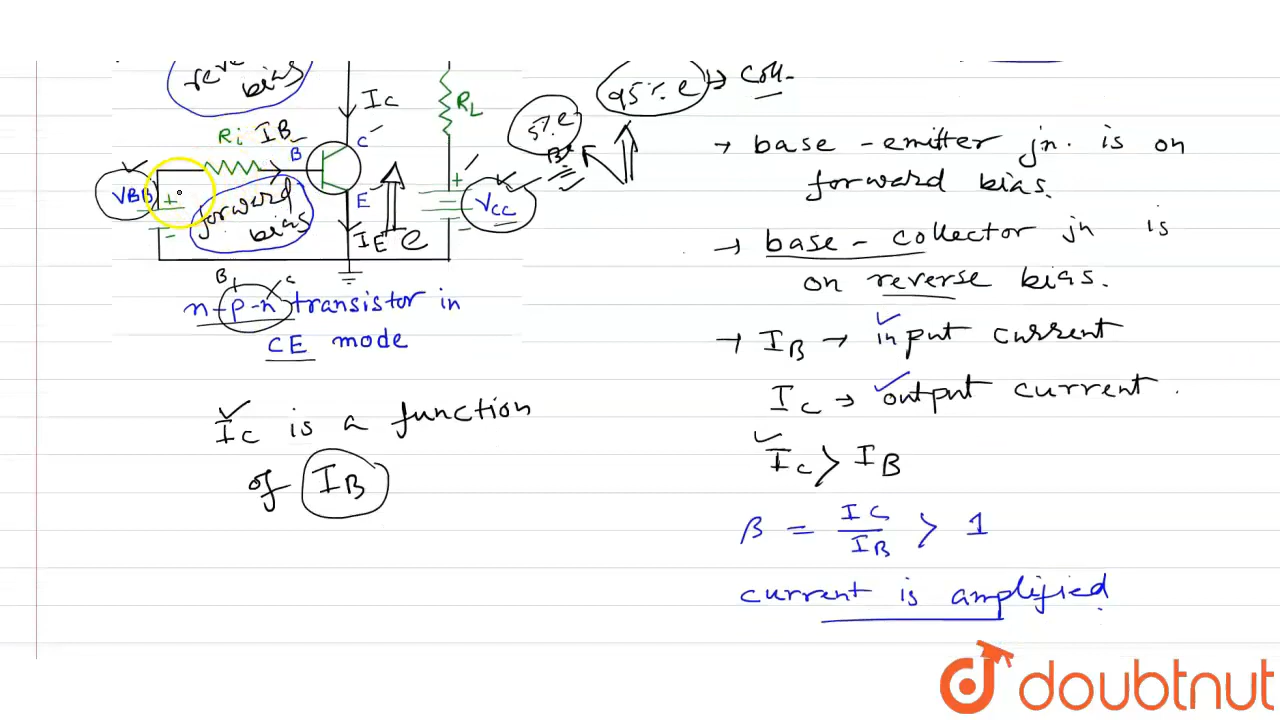 reverse
bias
Ic
RL
Ri IB
B
C
E
VBB
+
-
forward
bias
IE
e
+
-
VCC
5% e
B
95% e → Coll.
B C
n-p-n transistor in
CE mode
Ic is a function
of IB
→ base - emitter jn. is on
forward bias.
→ base - collector jn is
on reverse bias.
→ IB → input current
Ic → output current.
Ic > IB
β = IC/IB > 1
current is amplified
doubtnut